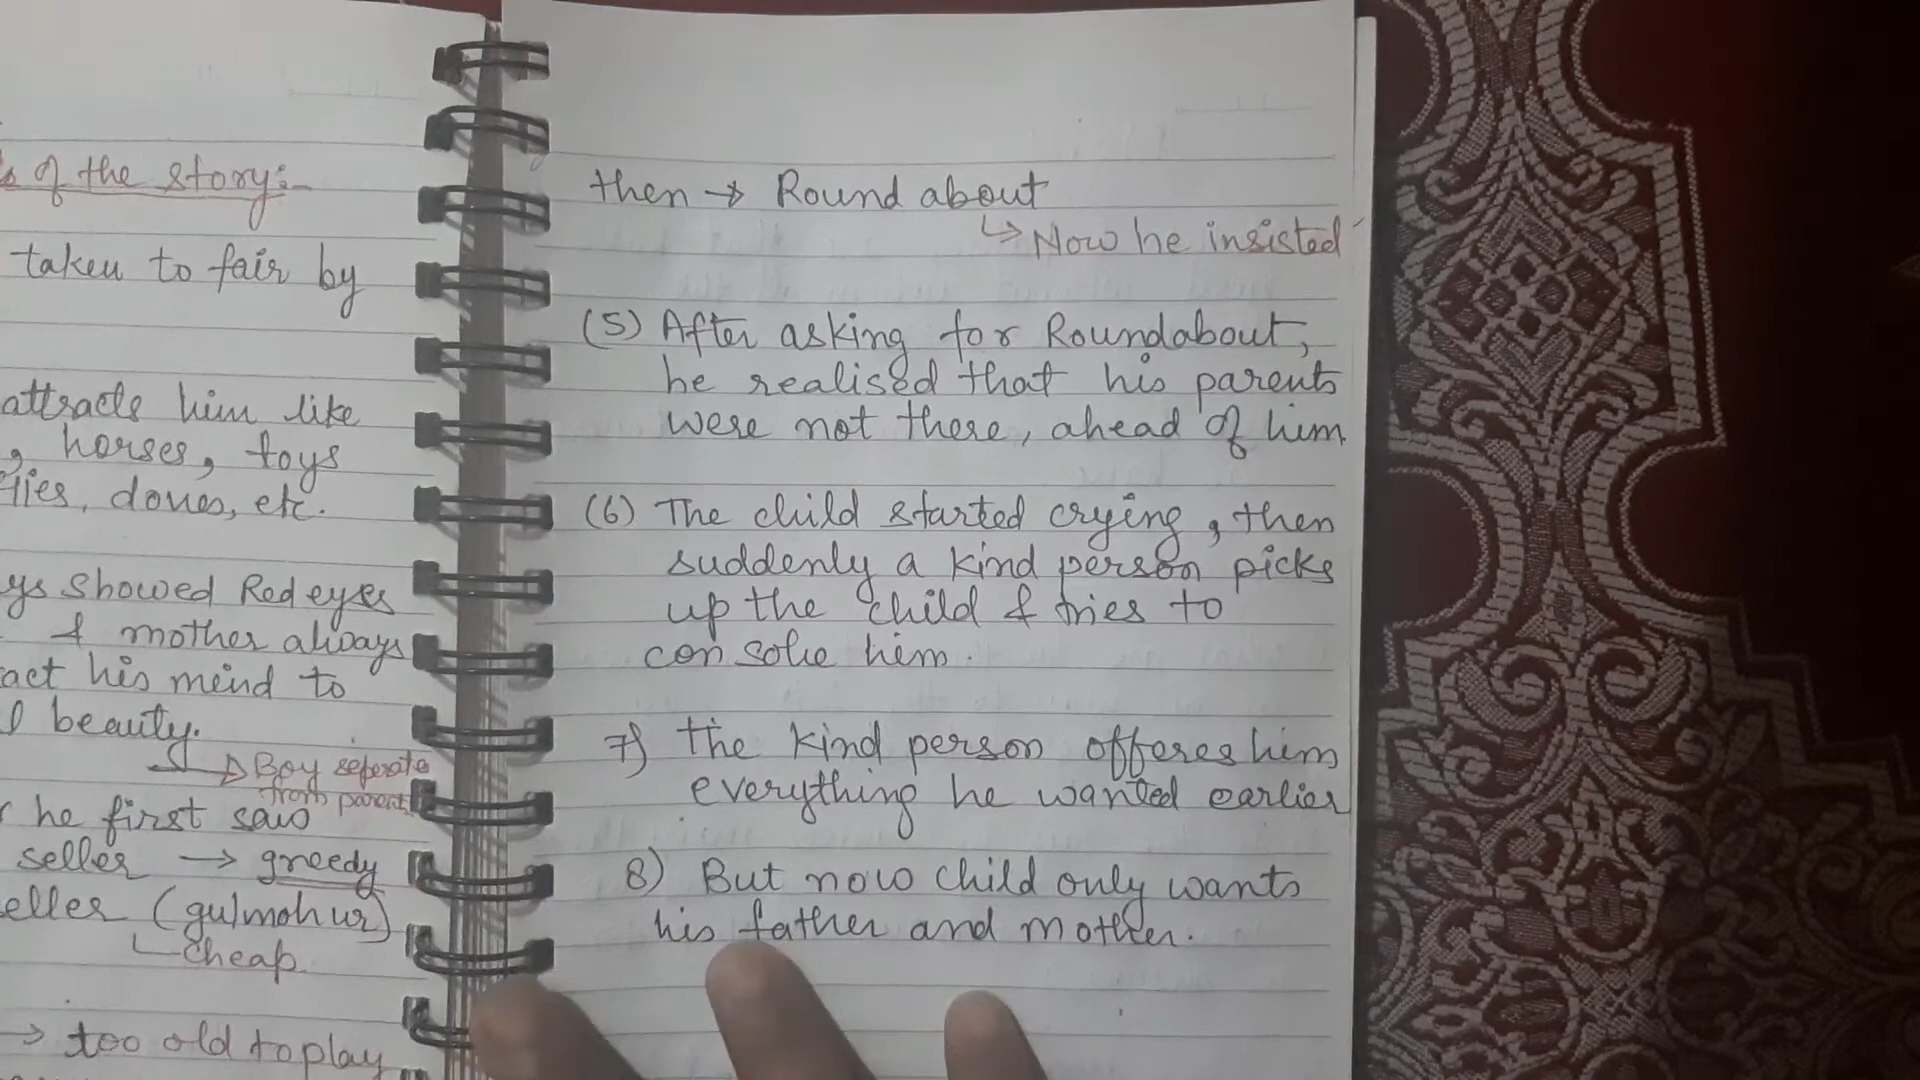 of the story:-
taken to fair by
attracts him like
, horses, toys
lies, doves, etc.
ys showed Red eyes
& mother always
act his mind to
l beauty.
→ Boy seperate
from parents
he first saw
seller → greedy
eller (gulmohur)
cheap
→ too old to play
then → Round about
↳ Now he insisted
(5) After asking for Roundabout,
he realised that his parents
were not there, ahead of him.
(6) The child started crying, then
suddenly a kind person picks
up the child & tries to
console him.
7) The kind person offeres him
everything he wanted earlier
8) But now child only wants
his father and mother.